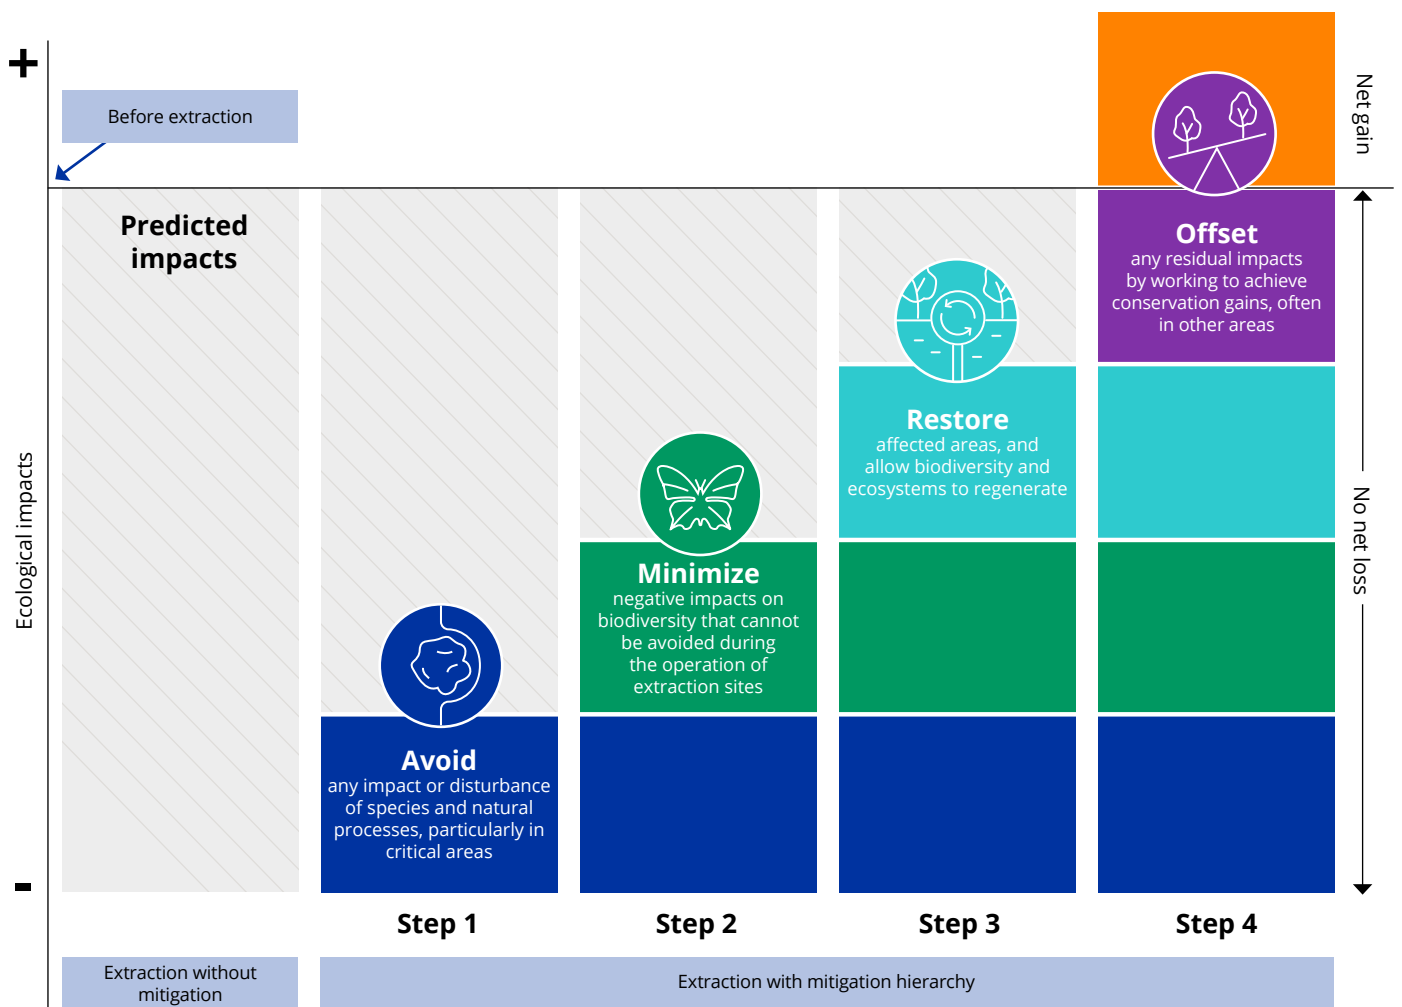 +
Before extraction
Net gain
Predicted
impacts
Offset
any residual impacts
by working to achieve
conservation gains, often
in other areas
Restore
affected areas, and
allow biodiversity and
ecosystems to regenerate
Minimize
negative impacts on
biodiversity that cannot
be avoided during
the operation of
extraction sites
Avoid
any impact or disturbance
of species and natural
processes, particularly in
critical areas
Ecological impacts
No net loss
-
Step 1
Step 2
Step 3
Step 4
Extraction without
mitigation
Extraction with mitigation hierarchy